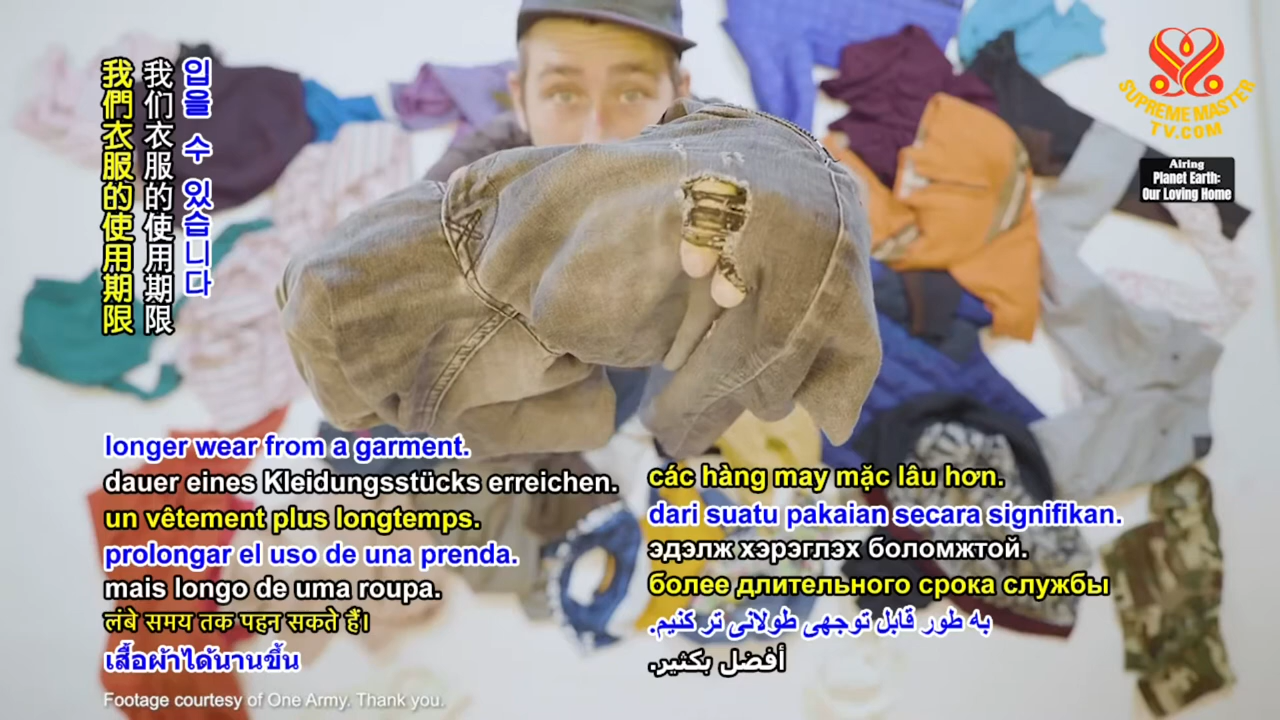 我們衣服的使用期限
我们衣服的使用期限
입을 수 있습니다
SUPREME MASTER
TV.COM
Airing
Planet Earth:
Our Loving Home
longer wear from a garment.
dauer eines Kleidungsstücks erreichen.
un vêtement plus longtemps.
prolongar el uso de una prenda.
mais longo de uma roupa.
लंबे समय तक पहन सकते हैं।
เสื้อผ้าได้นานขึ้น
các hàng may mặc lâu hơn.
dari suatu pakaian secara signifikan.
эдэлж хэрэглэх боломжтой.
более длительного срока службы
به طور قابل توجهی طولانی تر کنیم.
أفضل بكثير.
Footage courtesy of One Army. Thank you.